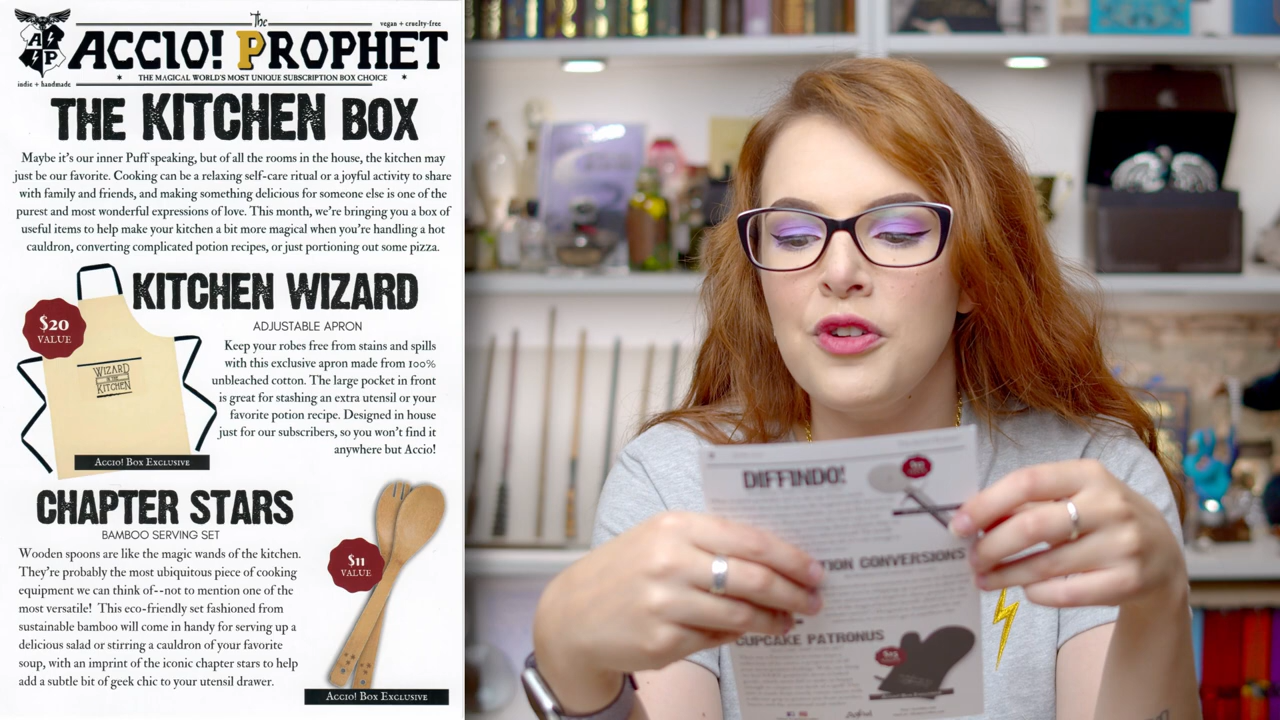 The
vegan + cruelty-free
A P
ACCIO! PROPHET
THE MAGICAL WORLD'S MOST UNIQUE SUBSCRIPTION BOX CHOICE
indie + handmade
THE KITCHEN BOX
Maybe it's our inner Puff speaking, but of all the rooms in the house, the kitchen may
just be our favorite. Cooking can be a relaxing self-care ritual or a joyful activity to share
with family and friends, and making something delicious for someone else is one of the
purest and most wonderful expressions of love. This month, we're bringing you a box of
useful items to help make your kitchen a bit more magical when you're handling a hot
cauldron, converting complicated potion recipes, or just portioning out some pizza.
KITCHEN WIZARD
ADJUSTABLE APRON
$20
VALUE
Keep your robes free from stains and spills
with this exclusive apron made from 100%
unbleached cotton. The large pocket in front
is great for stashing an extra utensil or your
favorite potion recipe. Designed in house
just for our subscribers, so you won't find it
anywhere but Accio!
WIZARD
KITCHEN
ACCIO! BOX EXCLUSIVE
CHAPTER STARS
BAMBOO SERVING SET
Wooden spoons are like the magic wands of the kitchen.
They're probably the most ubiquitous piece of cooking
equipment we can think of--not to mention one of the
most versatile! This eco-friendly set fashioned from
sustainable bamboo will come in handy for serving up a
delicious salad or stirring a cauldron of your favorite
soup, with an imprint of the iconic chapter stars to help
add a subtle bit of geek chic to your utensil drawer.
$11
VALUE
ACCIO! BOX EXCLUSIVE
DIFFINDO!
TION CONVERSIONS
CUPCAKE PATRONUS